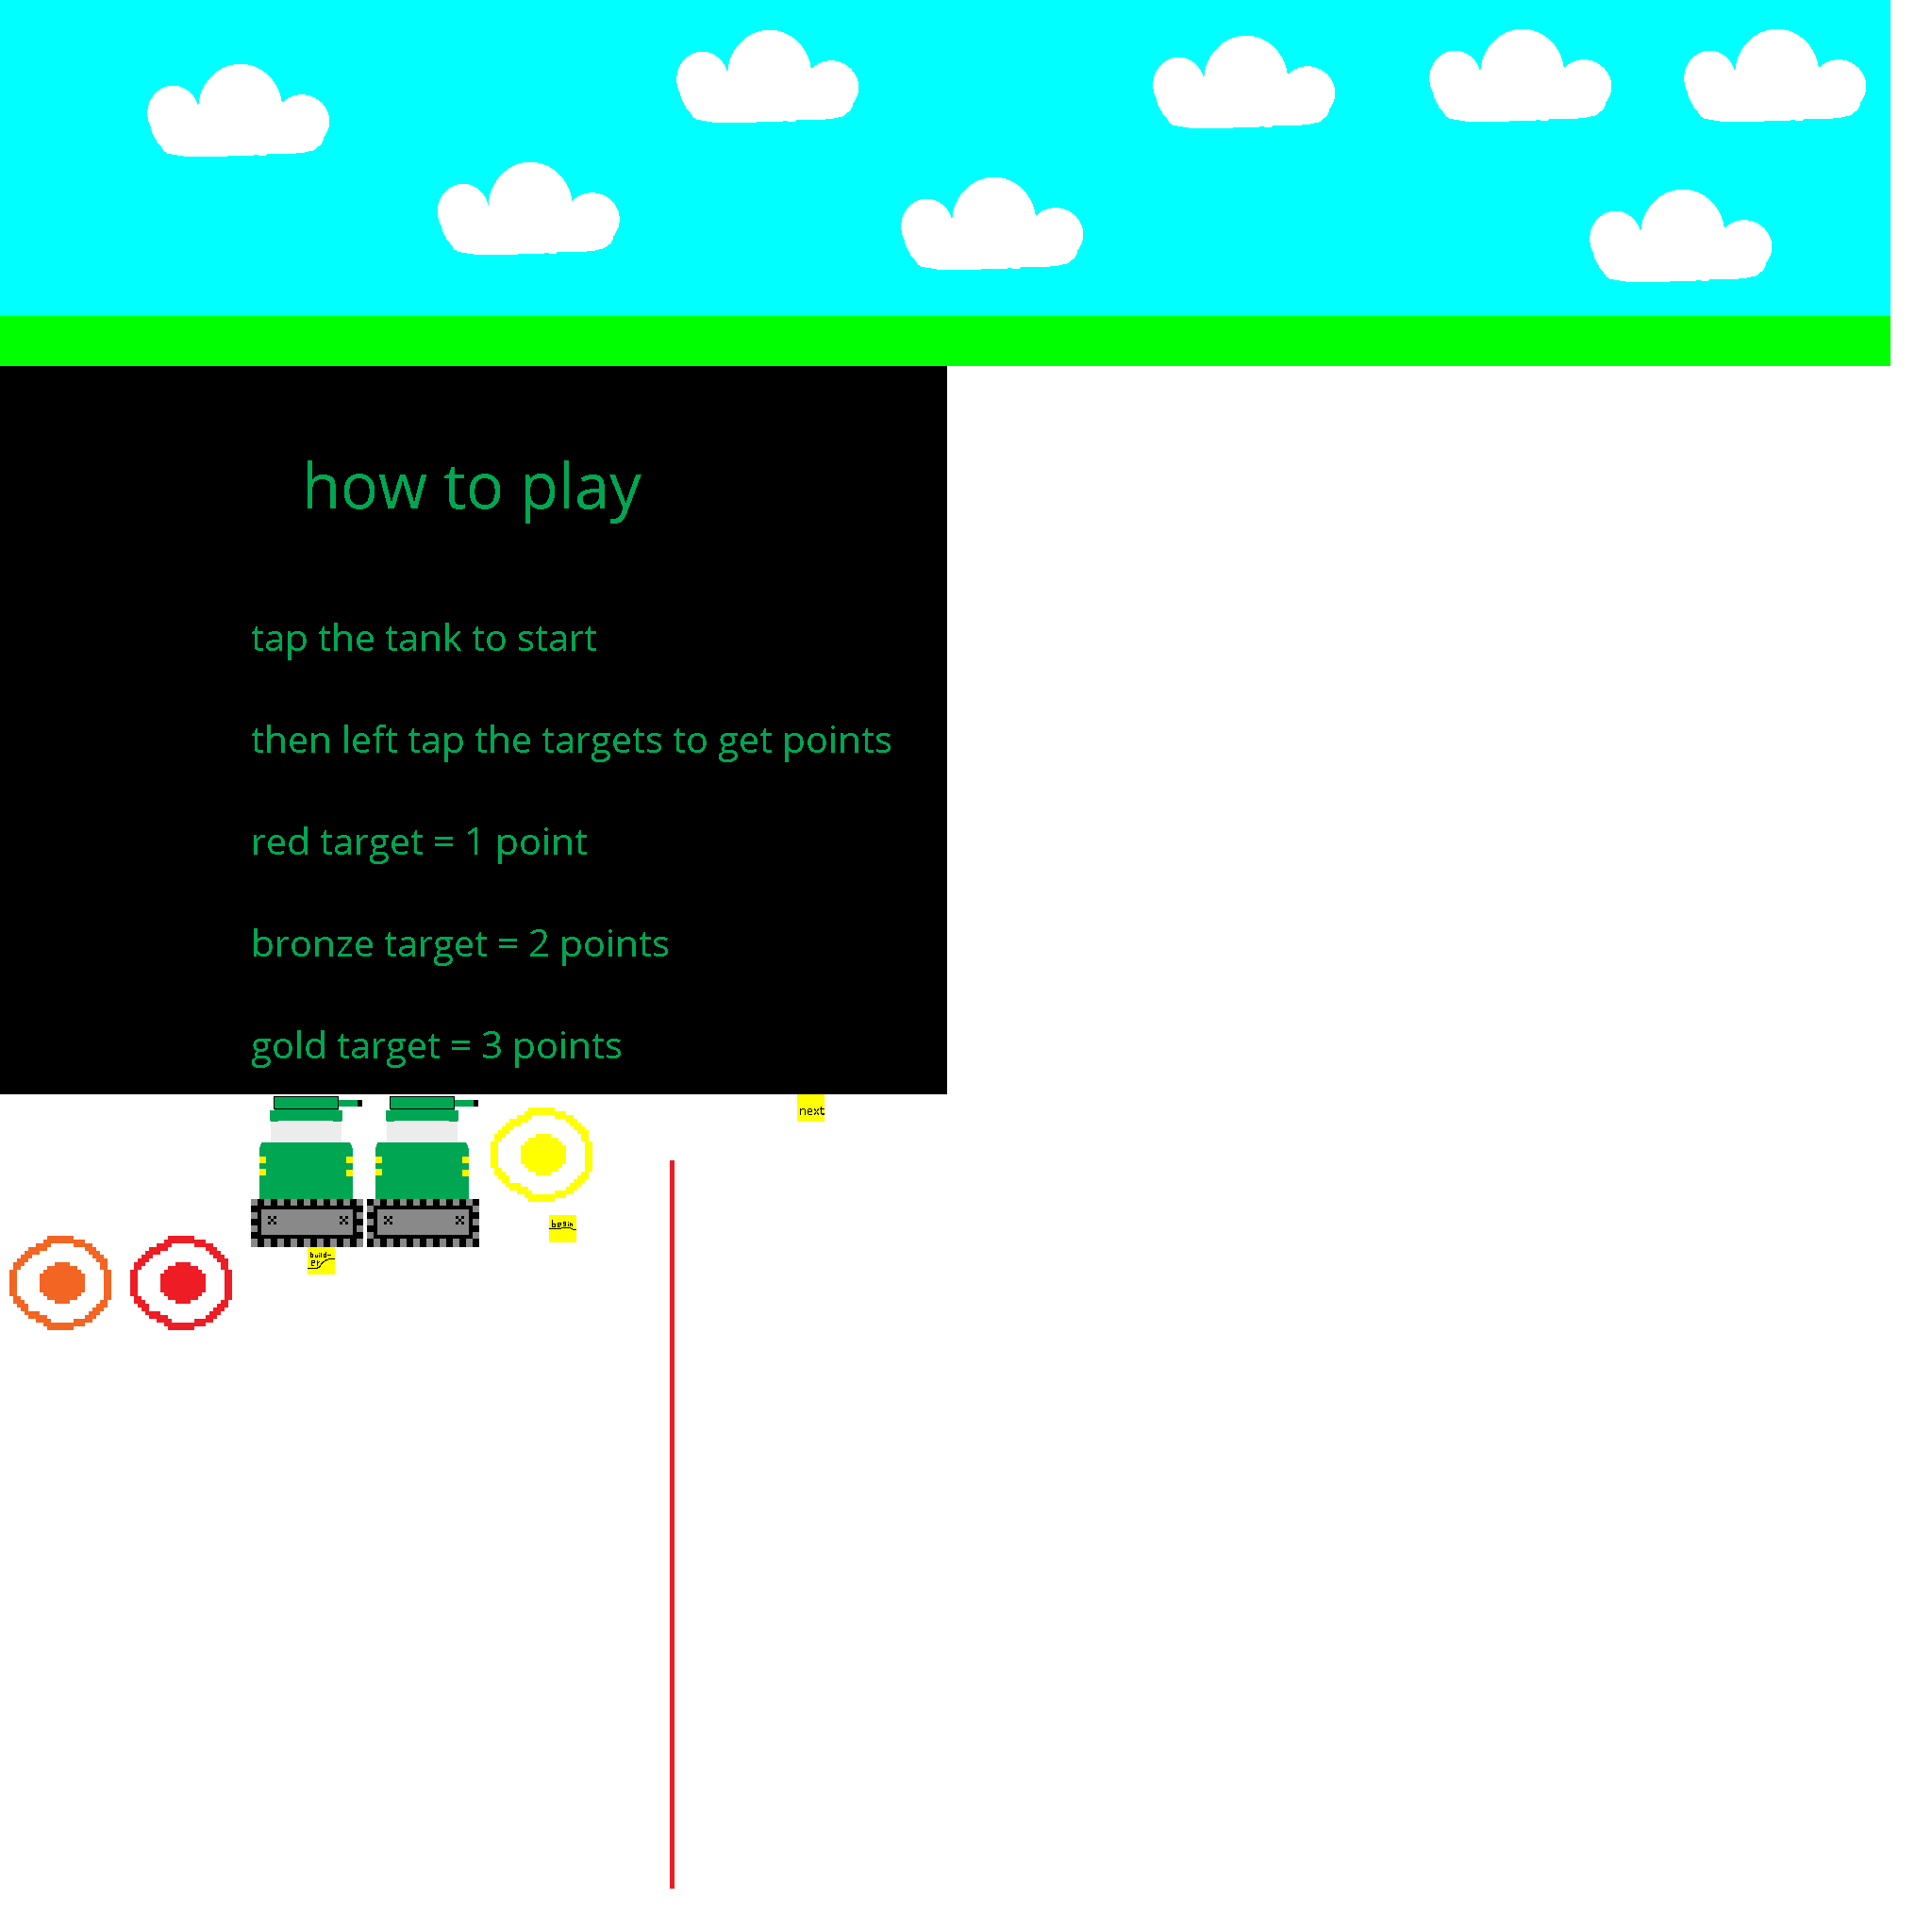 how to play
tap the tank to start
then left tap the targets to get points
red target = 1 point
bronze target = 2 points
gold target = 3 points
next
begin
build-
er